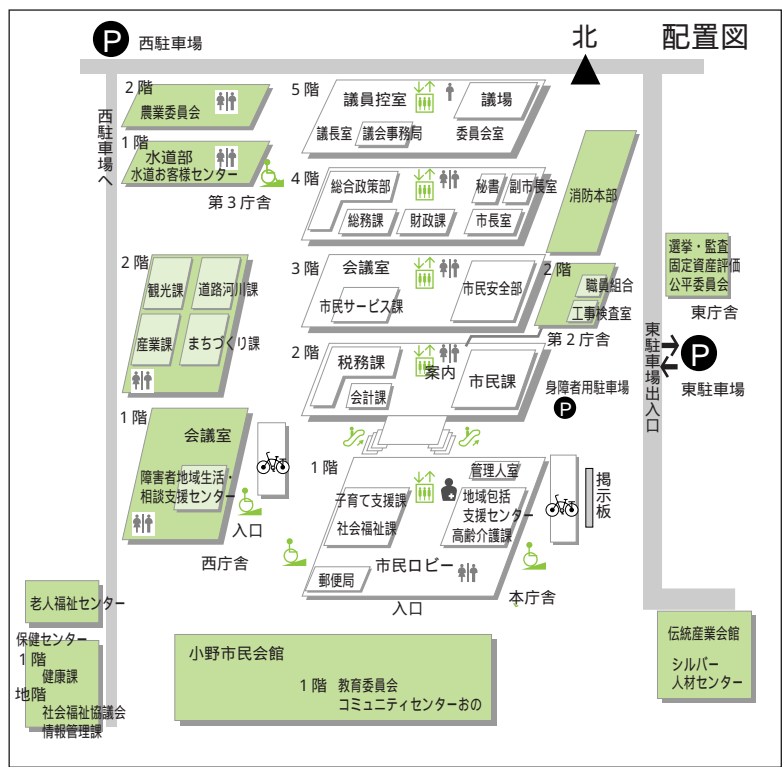 P 西駐車場
北
配置図
西駐車場へ
2階
農業委員会
1階
水道部
水道お客様センター
第3庁舎
5階
議員控室
議場
議長室
議会事務局
委員会室
4階
総合政策部
秘書
副市長室
総務課
財政課
市長室
消防本部
3階
会議室
市民サービス課
市民安全部
2階
職員組合
工事検査室
第2庁舎
選挙・監査
固定資産評価
公平委員会
東庁舎
東駐車場出入口
P
東駐車場
2階
観光課
道路河川課
産業課
まちづくり課
2階
税務課
案内
会計課
市民課
身障者用駐車場
P
1階
会議室
障害者地域生活・
相談支援センター
入口
西庁舎
1階
管理人室
子育て支援課
社会福祉課
地域包括
支援センター
高齢介護課
郵便局
市民ロビー
入口
本庁舎
掲示板
老人福祉センター
保健センター
1階
健康課
地階
社会福祉協議会
情報管理課
小野市民会館
1階 教育委員会
コミュニティセンターおの
伝統産業会館
シルバー
人材センター